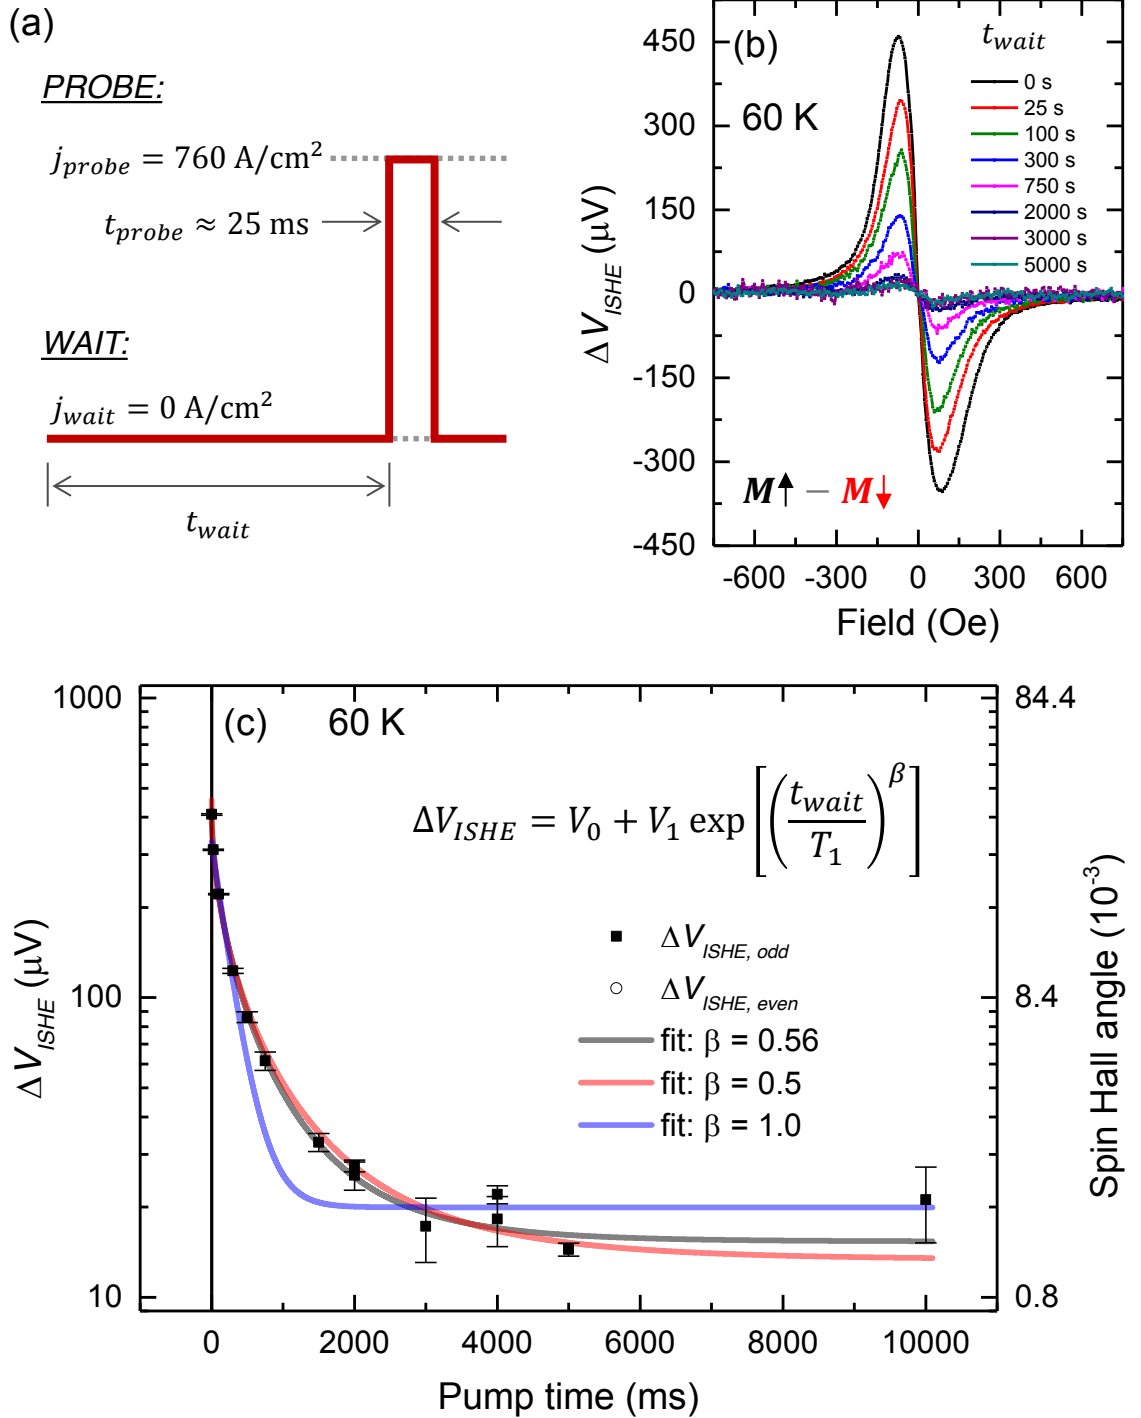 (a)
PROBE:
j_probe = 760 A/cm²
t_probe ≈ 25 ms
WAIT:
j_wait = 0 A/cm²
t_wait
(b)
60 K
t_wait
0 s
25 s
100 s
300 s
750 s
2000 s
3000 s
5000 s
450
300
150
0
-150
-300
-450
ΔV_ISHE (μV)
M↑ − M↓
-600 -300 0 300 600
Field (Oe)
(c) 60 K
ΔV_ISHE = V_0 + V_1 exp[(t_wait/T_1)^β]
ΔV_ISHE, odd
ΔV_ISHE, even
fit: β = 0.56
fit: β = 0.5
fit: β = 1.0
1000
100
10
ΔV_ISHE (μV)
84.4
8.4
0.8
Spin Hall angle (10⁻³)
0 2000 4000 6000 8000 10000
Pump time (ms)